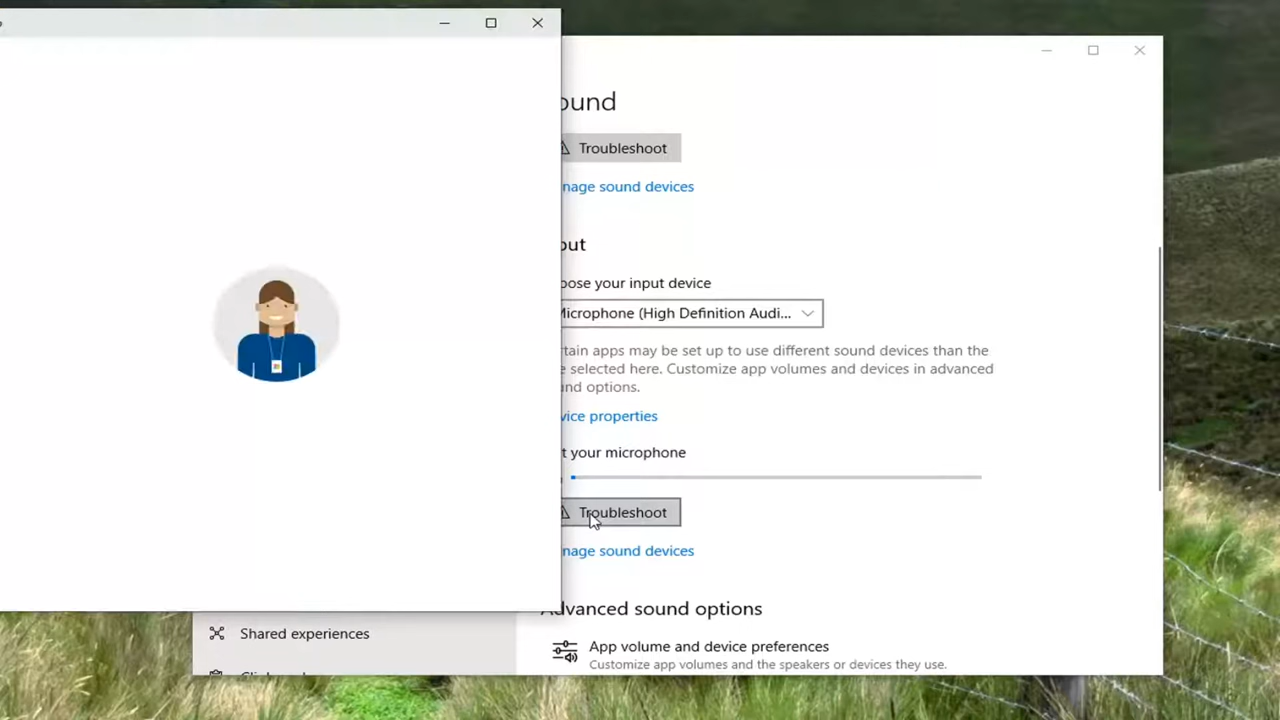 ound
Troubleshoot
nage sound devices
out
oose your input device
Microphone (High Definition Audi...
rtain apps may be set up to use different sound devices than the
e selected here. Customize app volumes and devices in advanced
und options.
vice properties
t your microphone
Troubleshoot
nage sound devices
Advanced sound options
App volume and device preferences
Customize app volumes and the speakers or devices they use.
Shared experiences